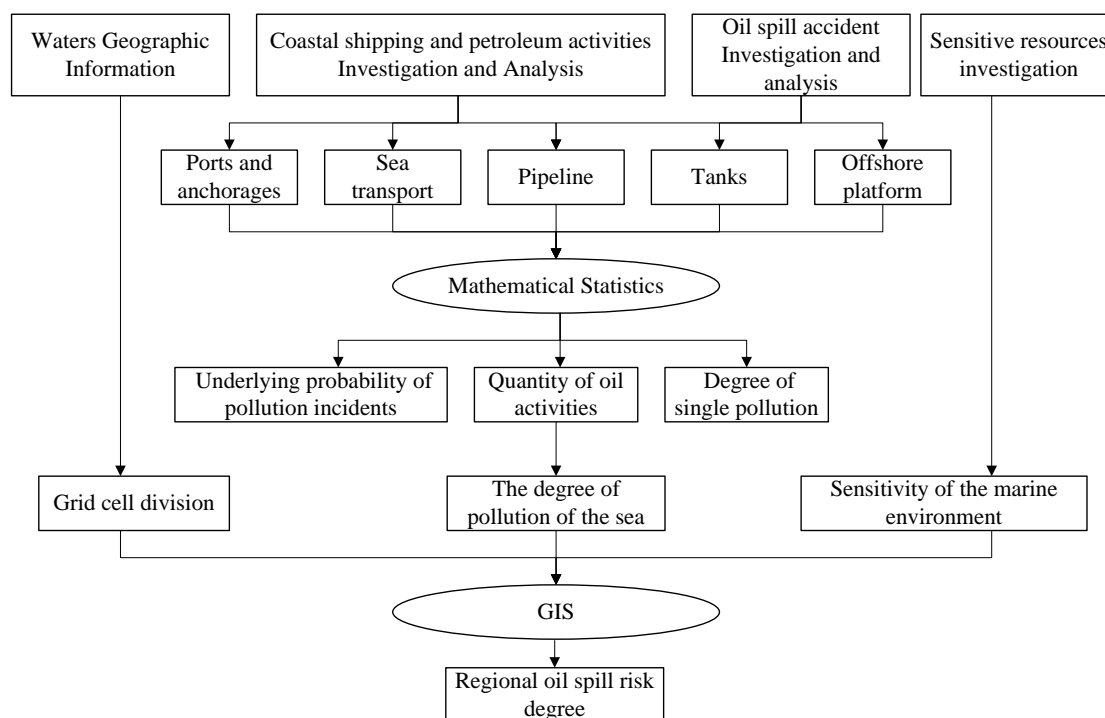 Waters Geographic
Information
Coastal shipping and petroleum activities
Investigation and Analysis
Oil spill accident
Investigation and
analysis
Sensitive resources
investigation
Ports and
anchorages
Sea
transport
Pipeline
Tanks
Offshore
platform
Mathematical Statistics
Underlying probability of
pollution incidents
Quantity of oil
activities
Degree of
single pollution
Grid cell division
The degree of
pollution of the sea
Sensitivity of the marine
environment
GIS
Regional oil spill risk
degree